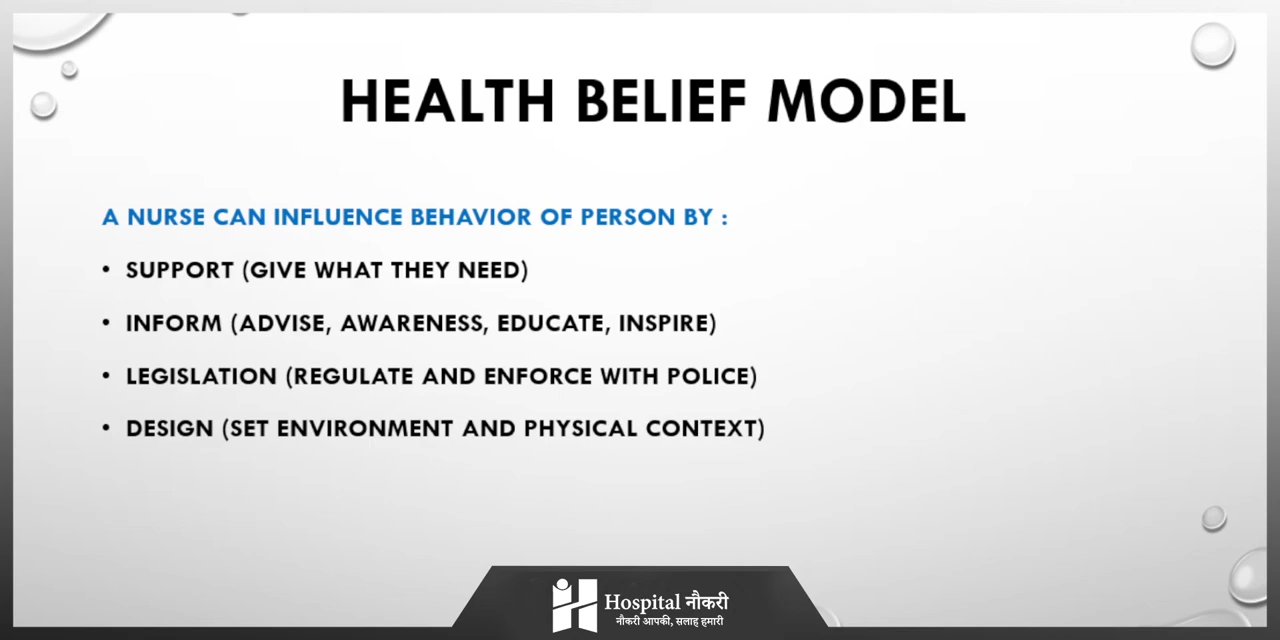 HEALTH BELIEF MODEL
A NURSE CAN INFLUENCE BEHAVIOR OF PERSON BY :
• SUPPORT (GIVE WHAT THEY NEED)
• INFORM (ADVISE, AWARENESS, EDUCATE, INSPIRE)
• LEGISLATION (REGULATE AND ENFORCE WITH POLICE)
• DESIGN (SET ENVIRONMENT AND PHYSICAL CONTEXT)
Hospital नौकरी
नौकरी आपकी, सलाह हमारी